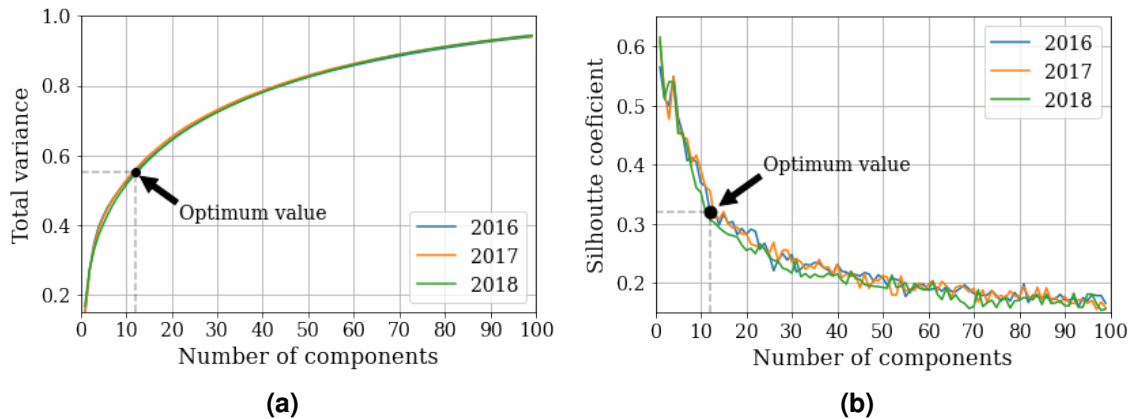 1.0
0.8
0.6
0.4
0.2
Total variance
Optimum value
2016
2017
2018
0 10 20 30 40 50 60 70 80 90 100
Number of components
(a)
0.6
0.5
0.4
0.3
0.2
Silhoutte coeficient
2016
2017
2018
Optimum value
0 10 20 30 40 50 60 70 80 90 100
Number of components
(b)